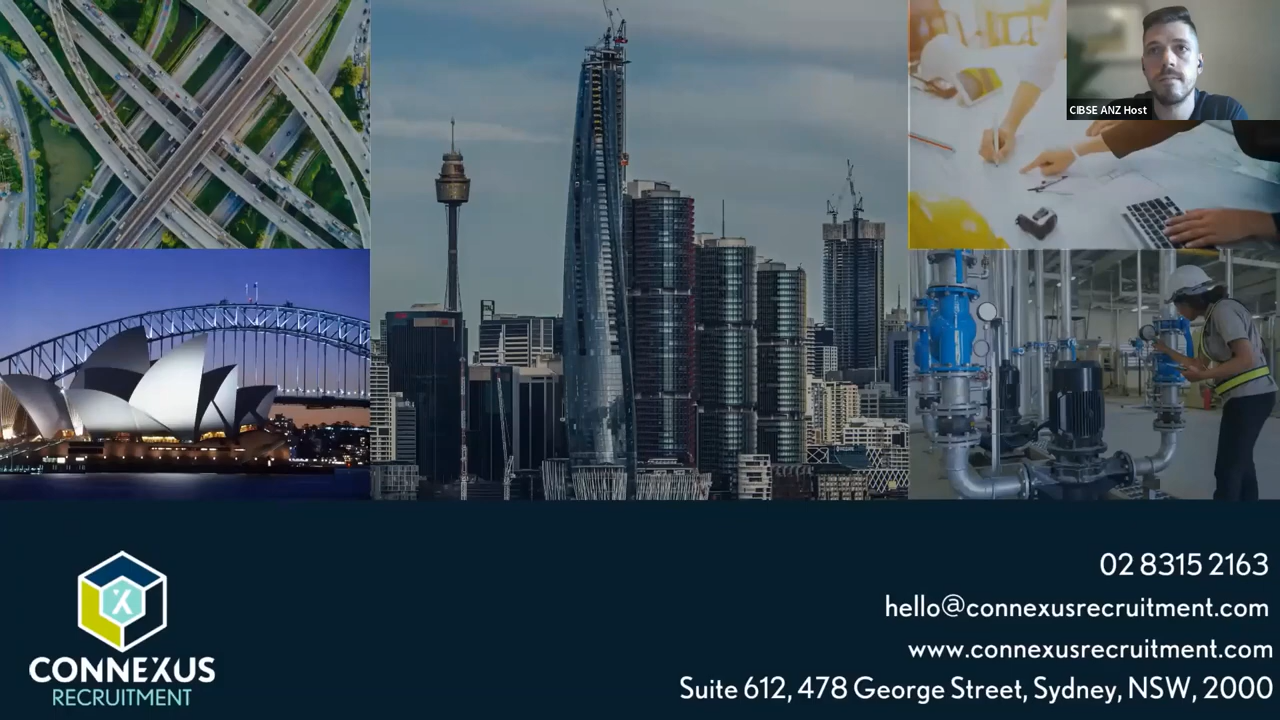 CIBSE ANZ Host
02 8315 2163
hello@connexusrecruitment.com
www.connexusrecruitment.com
Suite 612, 478 George Street, Sydney, NSW, 2000
CONNEXUS
RECRUITMENT